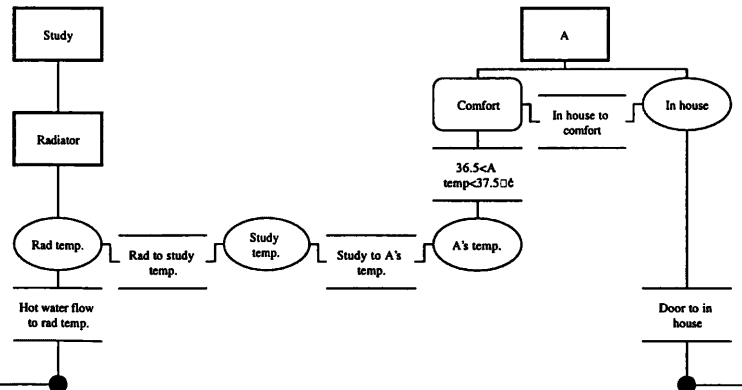 Study
A
Comfort
In house to
comfort
In house
Radiator
36.5<A
temp<37.5□¢
Rad temp.
Rad to study
temp.
Study
temp.
Study to A's
temp.
A's temp.
Hot water flow
to rad temp.
Door to in
house